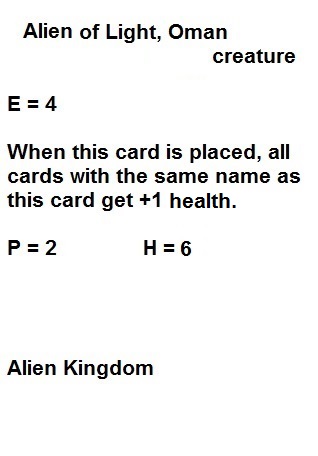 Alien of Light, Oman
creature
E = 4
When this card is placed, all
cards with the same name as
this card get +1 health.
P = 2 H = 6
Alien Kingdom